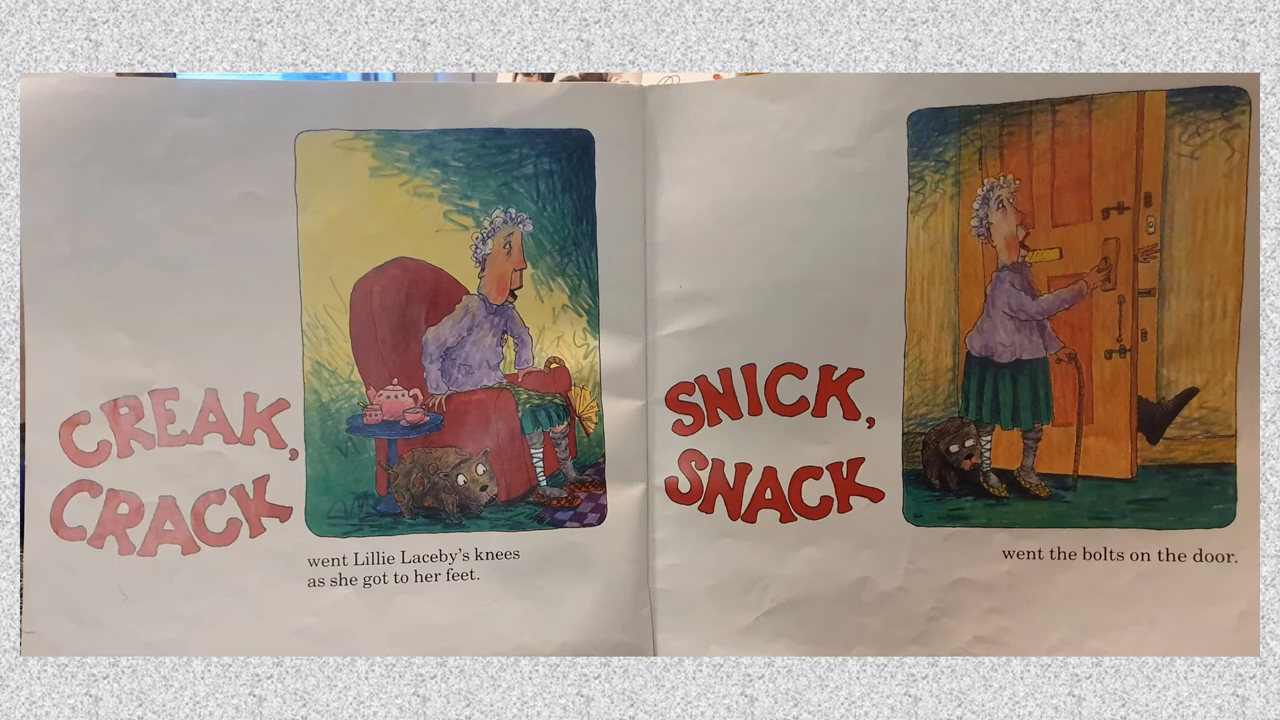 CREAK,
CRACK
went Lillie Laceby's knees
as she got to her feet.
SNICK,
SNACK
went the bolts on the door.